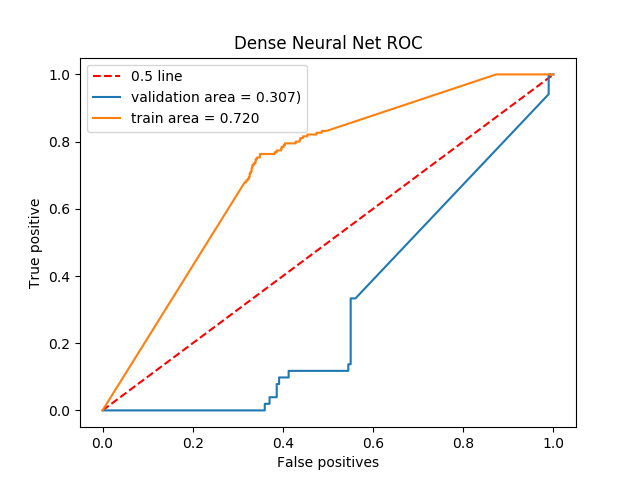 Dense Neural Net ROC
0.5 line
validation area = 0.307)
train area = 0.720
True positive
1.0
0.8
0.6
0.4
0.2
0.0
0.0 0.2 0.4 0.6 0.8 1.0
False positives